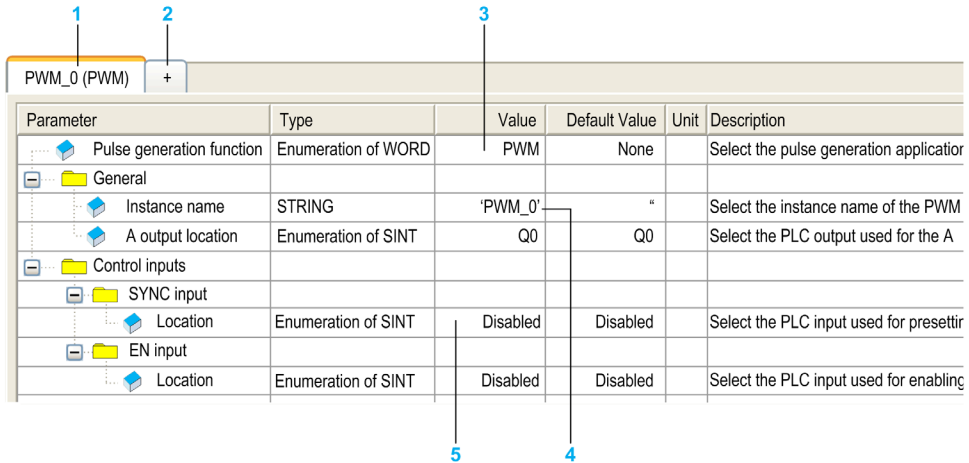 1 2 3
PWM_0 (PWM) +
Parameter Type Value Default Value Unit Description
Pulse generation function Enumeration of WORD PWM None Select the pulse generation application
General
Instance name STRING ‘PWM_0’ “ Select the instance name of the PWM
A output location Enumeration of SINT Q0 Q0 Select the PLC output used for the A
Control inputs
SYNC input
Location Enumeration of SINT Disabled Disabled Select the PLC input used for presettin
EN input
Location Enumeration of SINT Disabled Disabled Select the PLC input used for enabling
5 4